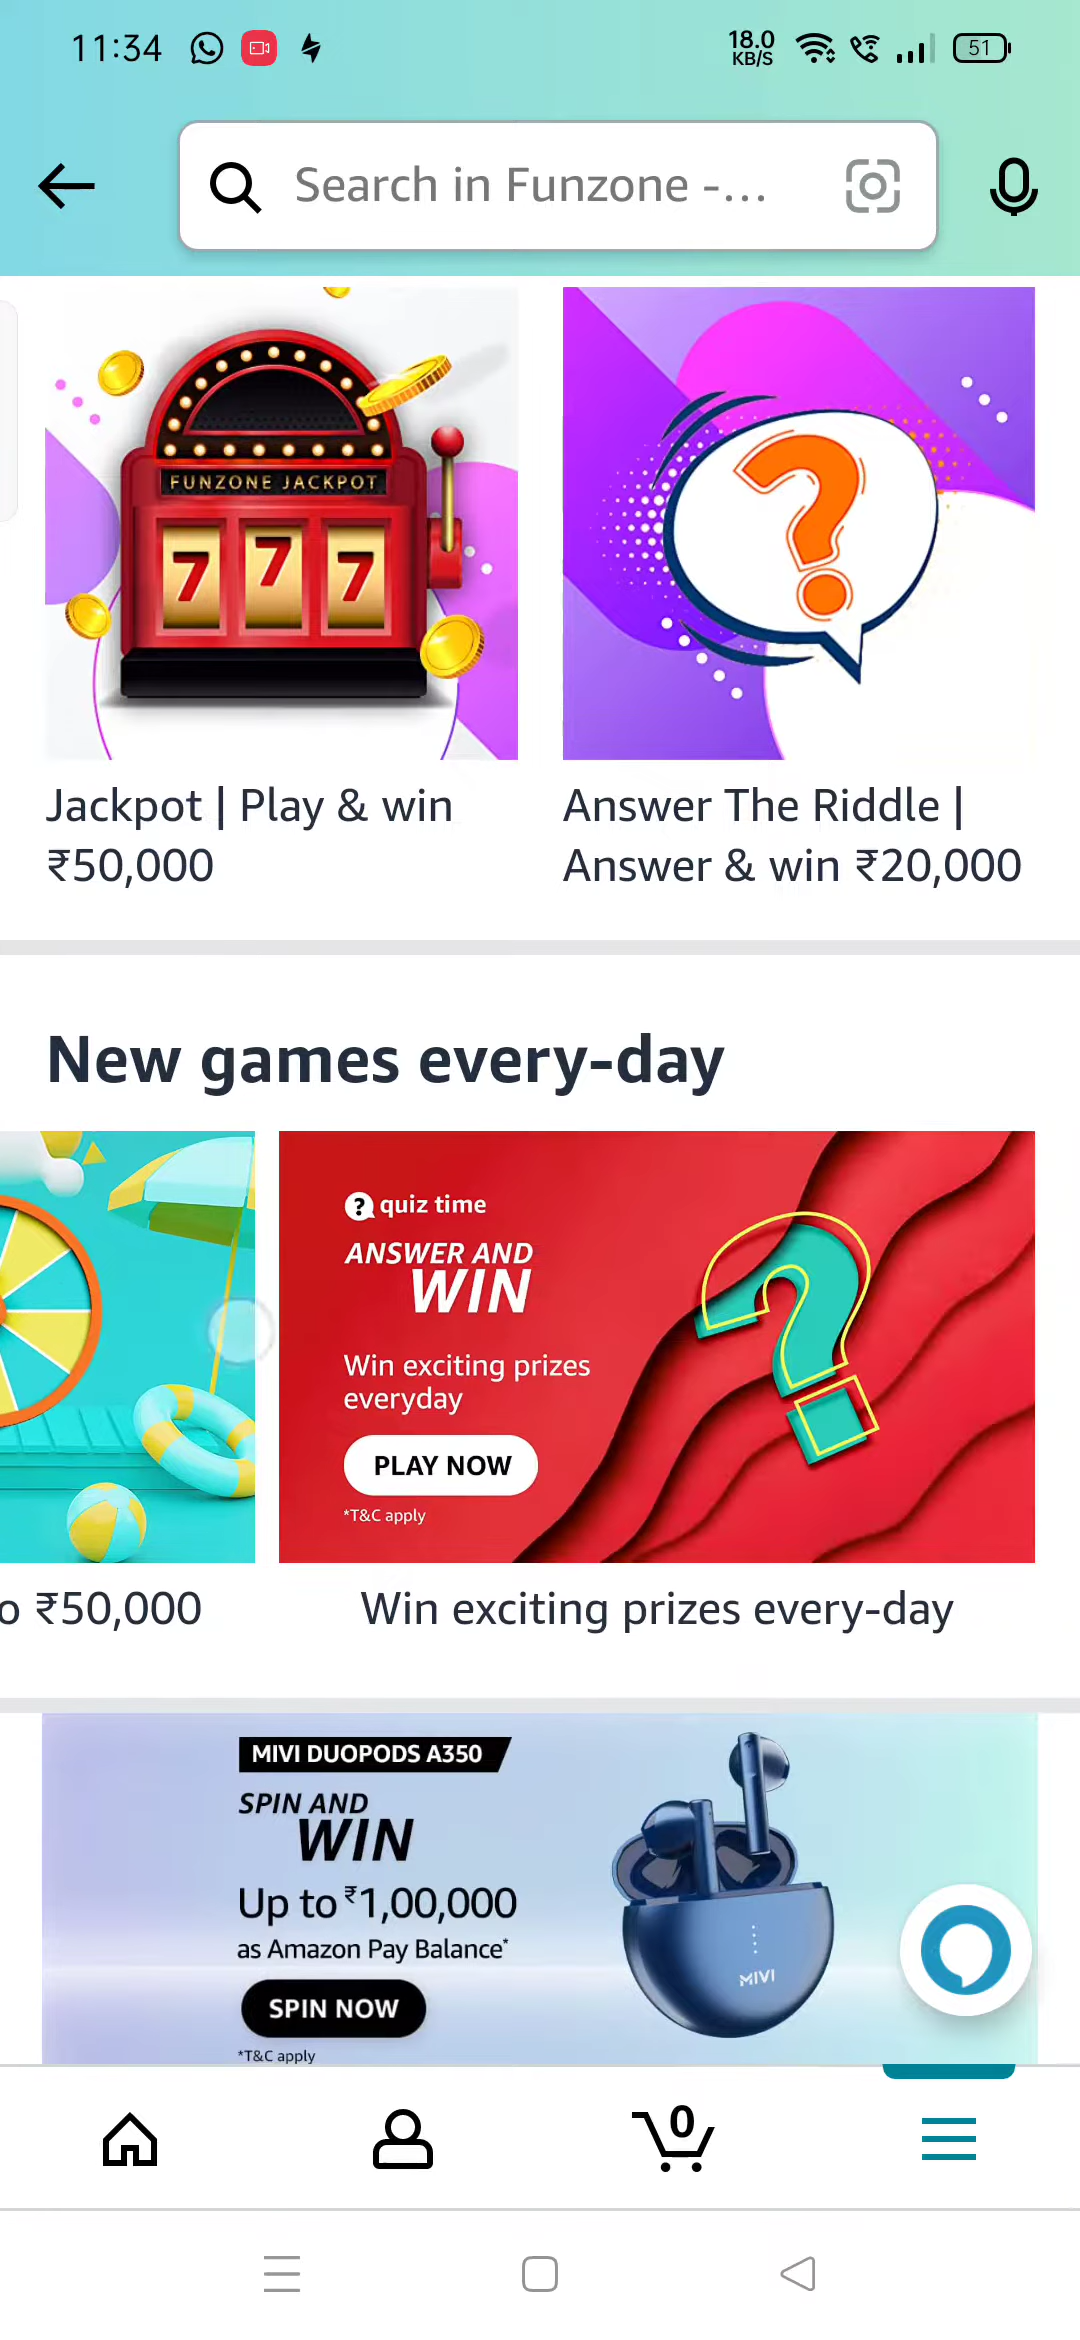 11:34
18.0
KB/S
51
Search in Funzone -...
FUNZONE JACKPOT
7 7 7
Jackpot | Play & win
₹50,000
Answer The Riddle |
Answer & win ₹20,000
New games every-day
? quiz time
ANSWER AND
WIN
Win exciting prizes
everyday
PLAY NOW
*T&C apply
o ₹50,000
Win exciting prizes every-day
MIVI DUOPODS A350
SPIN AND
WIN
Up to ₹1,00,000
as Amazon Pay Balance*
SPIN NOW
*T&C apply
MIVI
0